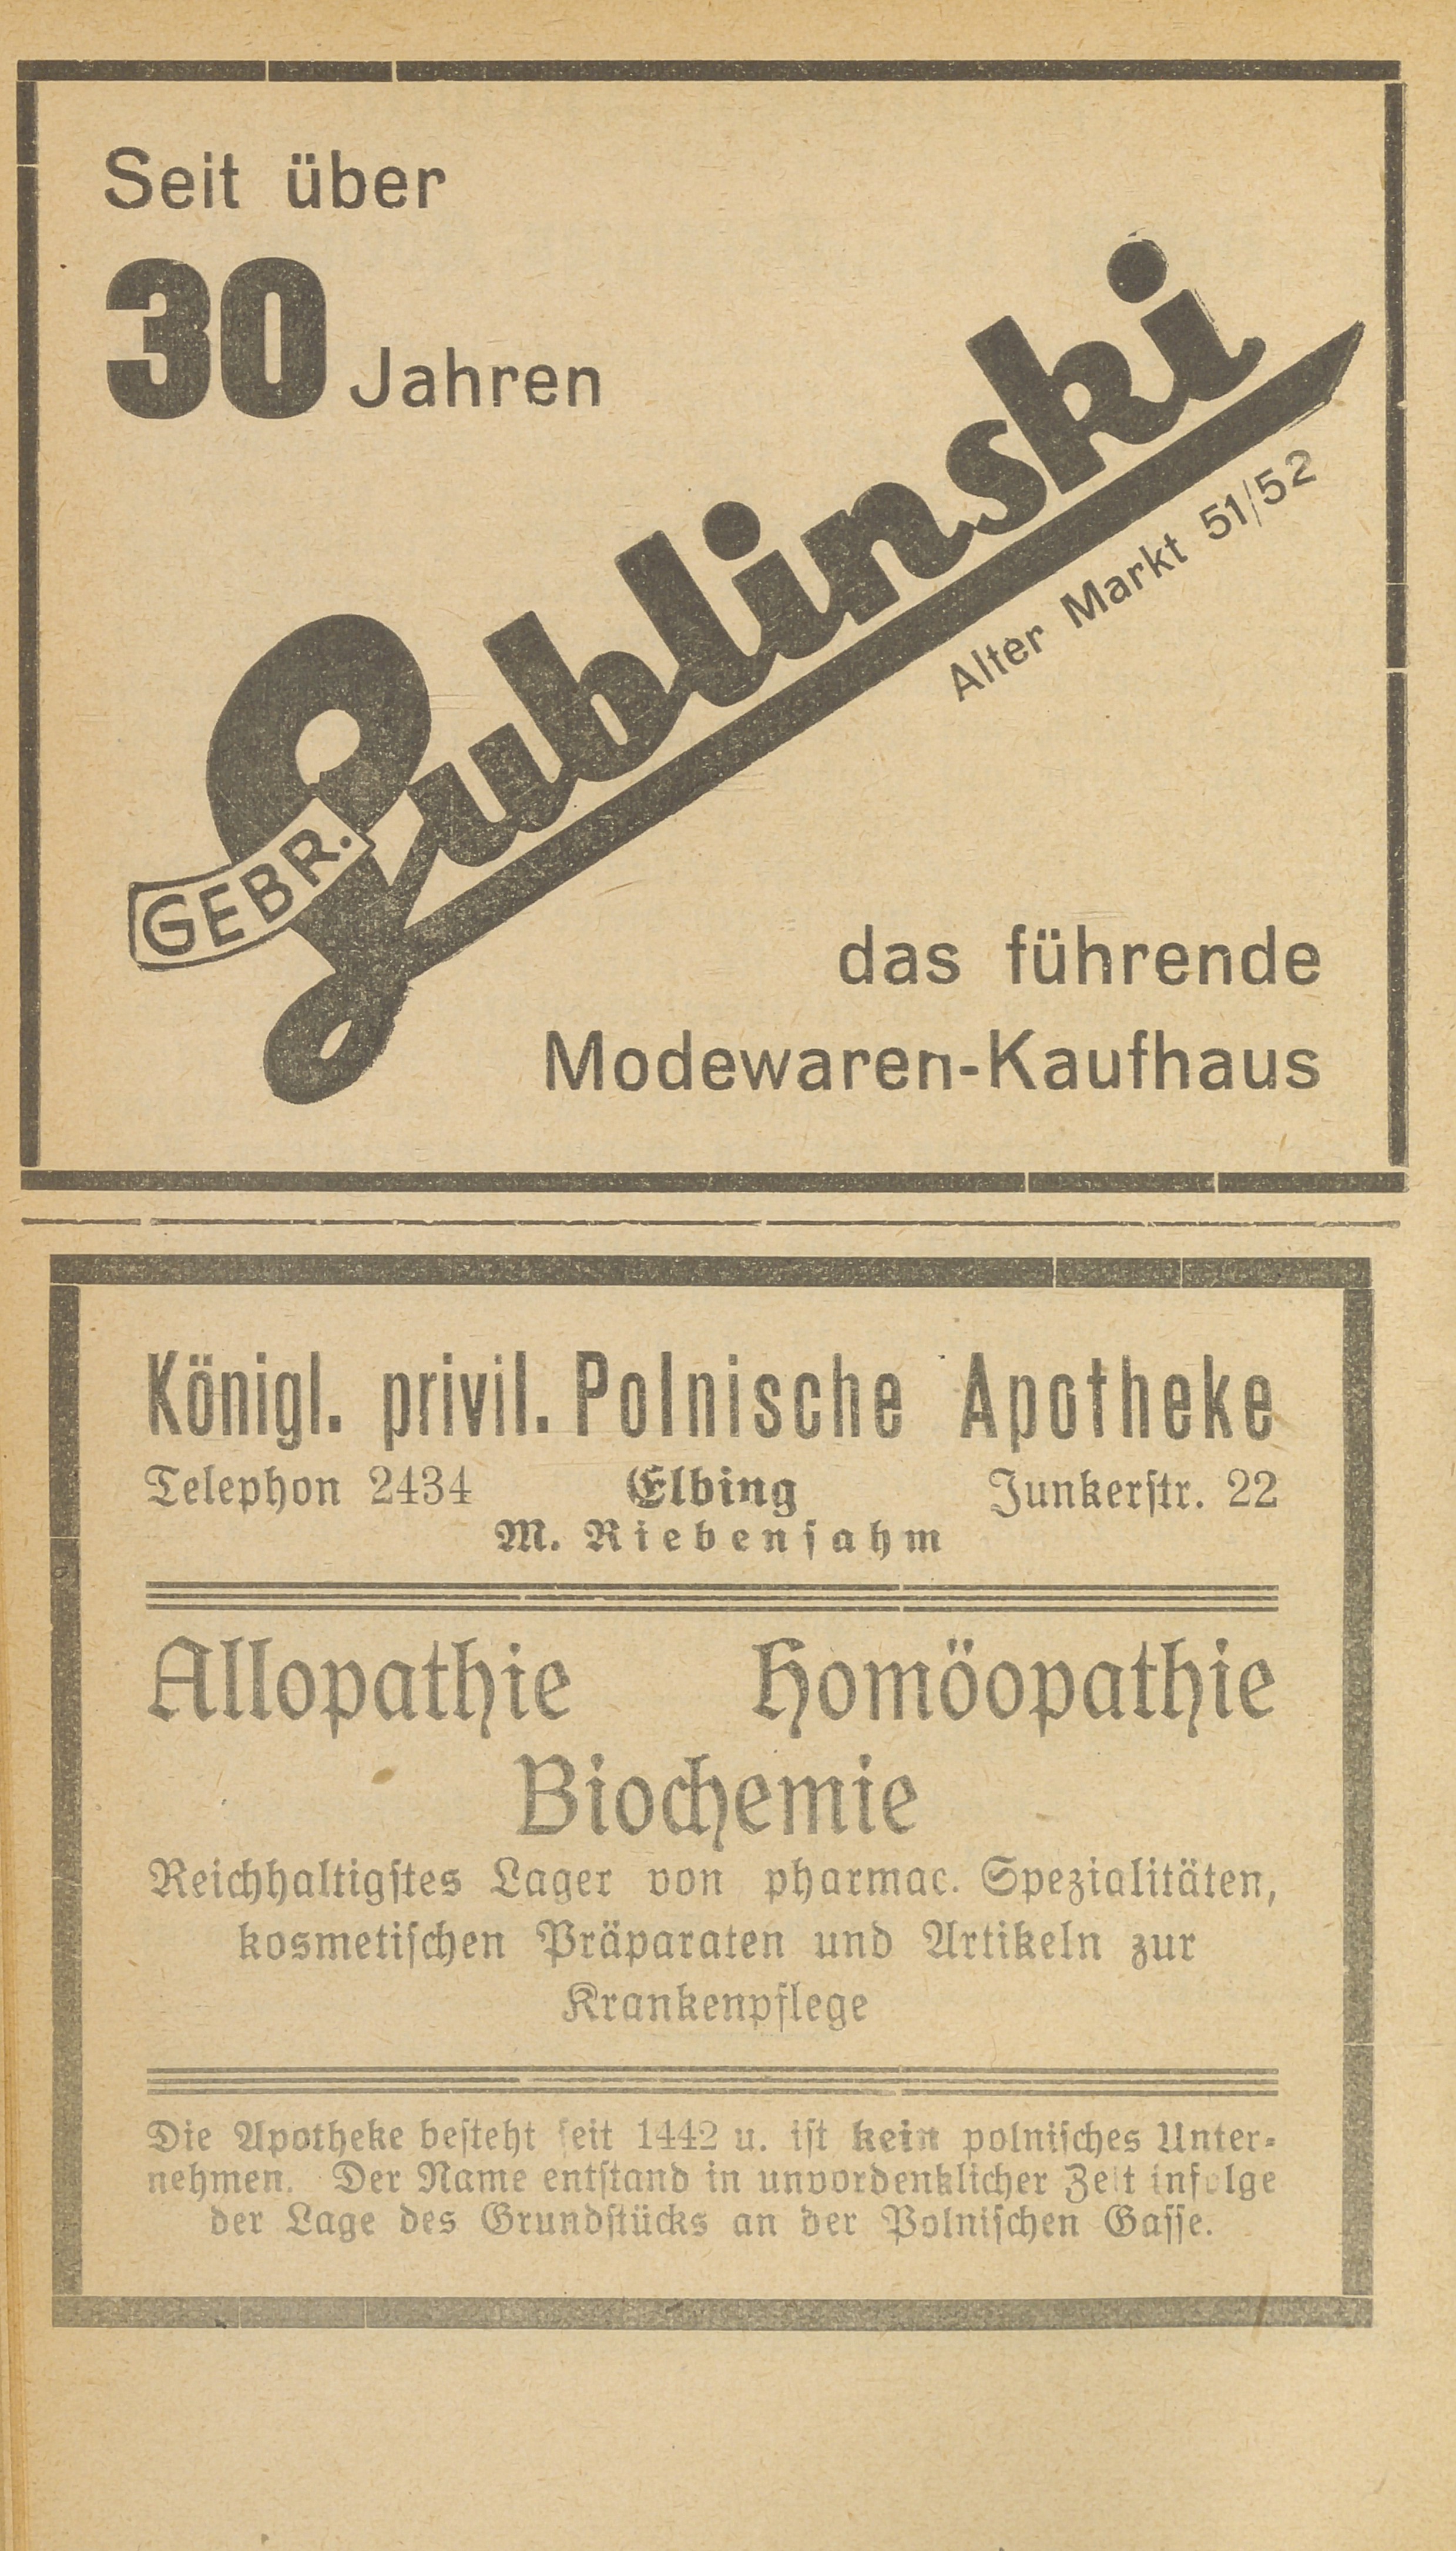 Seit über
30 Jahren
GEBR. Lublinski
Alter Markt 51/52
das führende
Modewaren-Kaufhaus
Königl. privil. Polnische Apotheke
Telephon 2434 Elbing Junkerstr. 22
M. Riebensahm
Allopathie Homöopathie
Biochemie
Reichhaltigstes Lager von pharmac. Spezialitäten,
kosmetischen Präparaten und Artikeln zur
Krankenpflege
Die Apotheke besteht seit 1442 u. ist kein polnisches Unter-
nehmen. Der Name entstand in unvordenklicher Zeit infolge
der Lage des Grundstücks an der Polnischen Gasse.